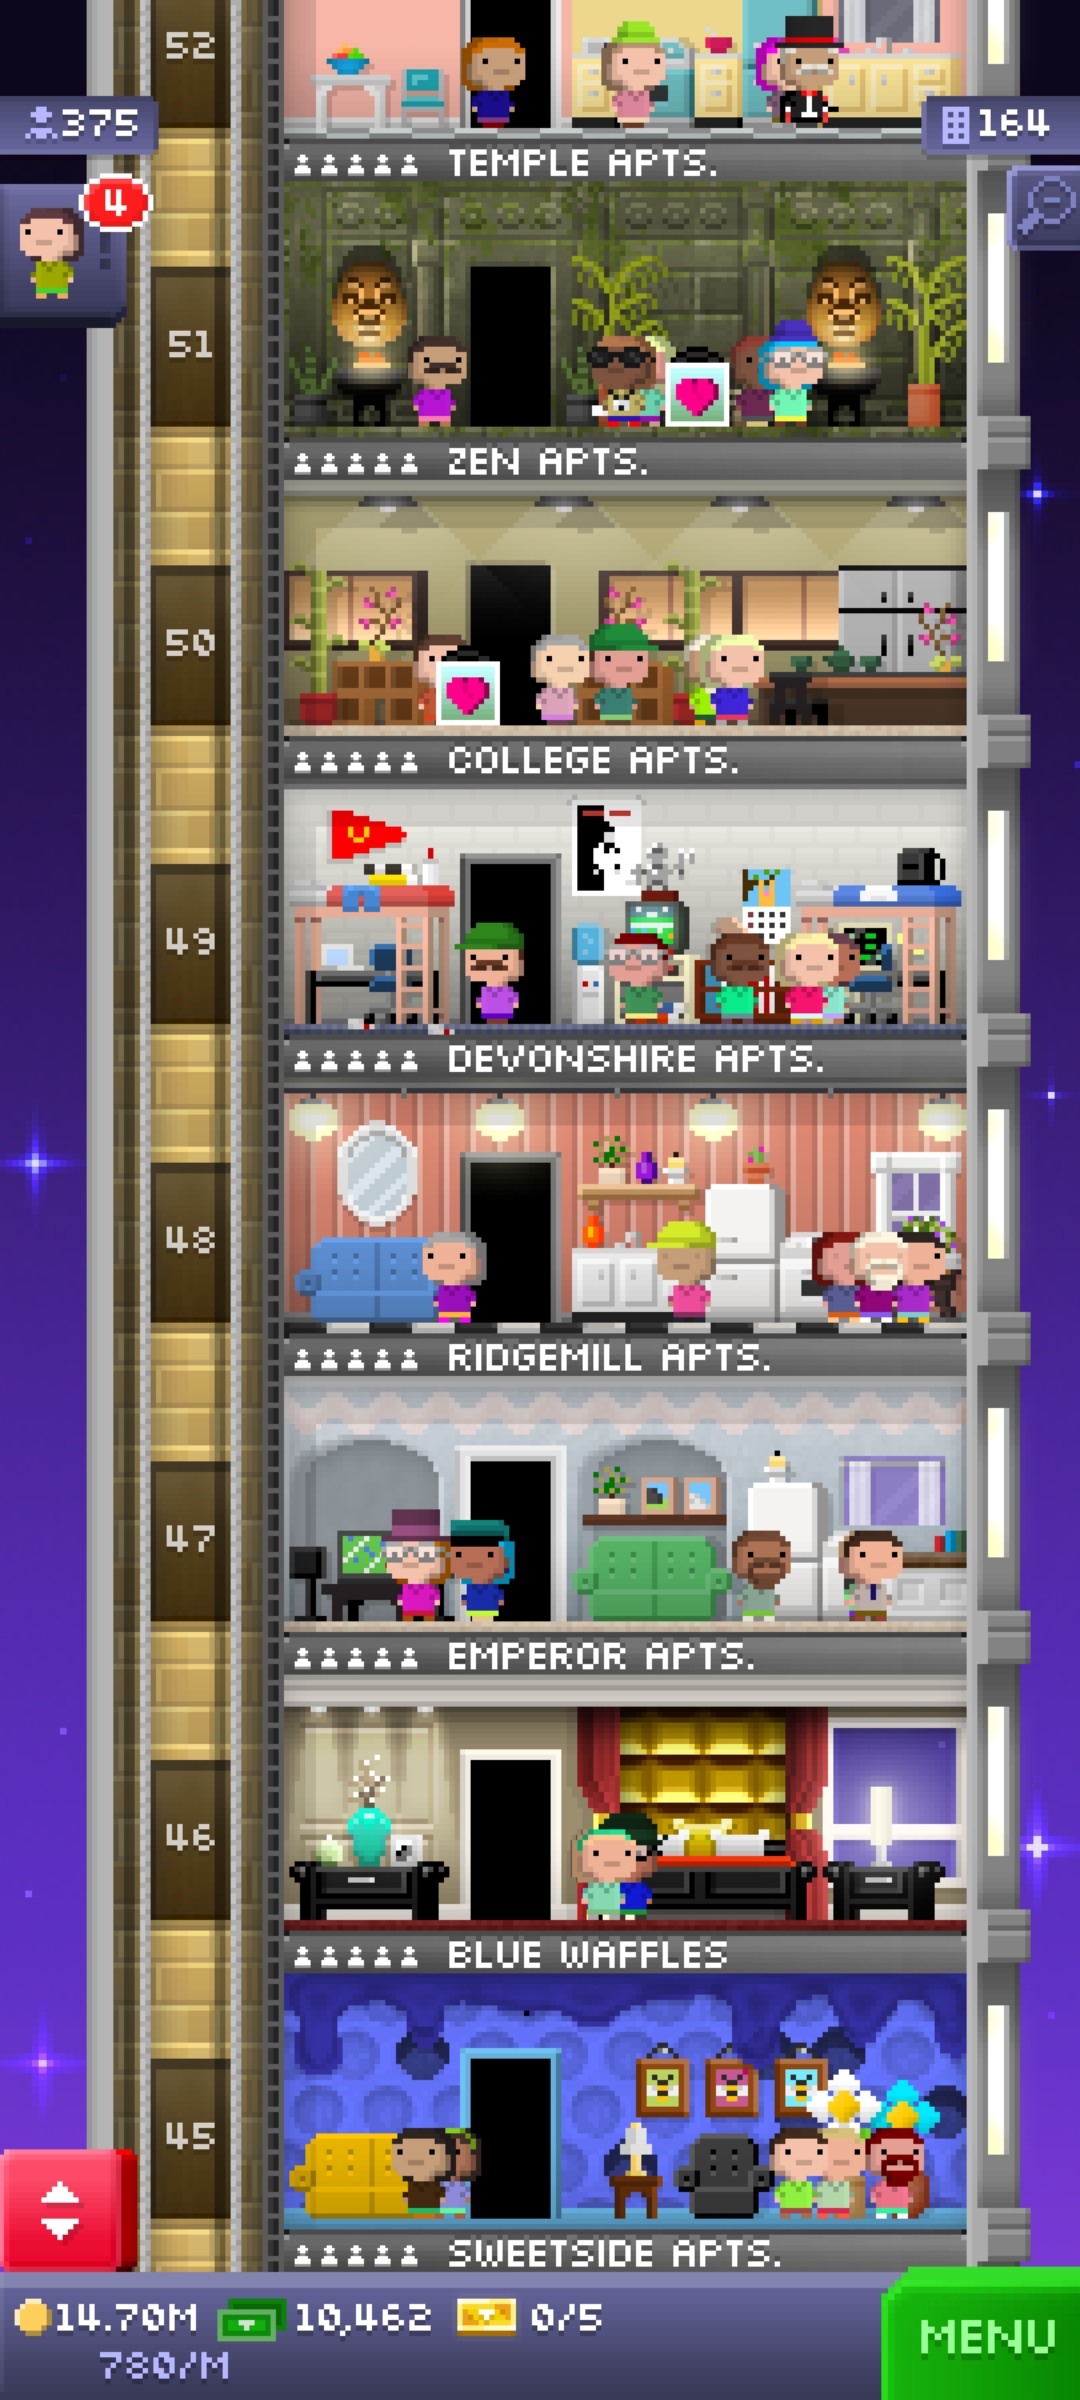 52
375
164
TEMPLE APTS.
4
51
ZEN APTS.
50
COLLEGE APTS.
49
DEVONSHIRE APTS.
48
RIDGEMILL APTS.
47
EMPEROR APTS.
46
BLUE WAFFLES
45
SWEETSIDE APTS.
14.70M 10,462 0/5
780/M
MENU